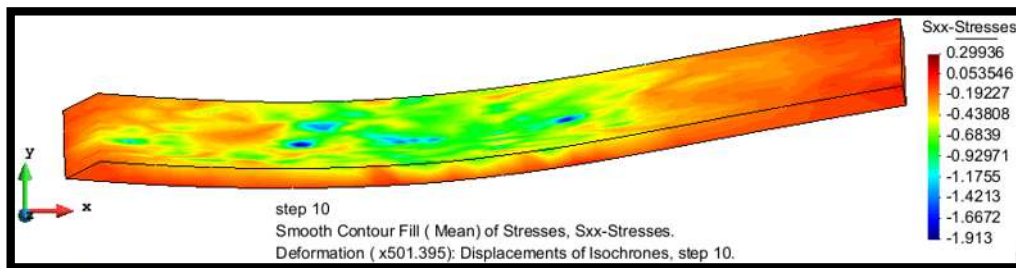 Sxx-Stresses
0.29936
0.053546
-0.19227
-0.43808
-0.6839
-0.92971
-1.1755
-1.4213
-1.6672
-1.913
y
x
step 10
Smooth Contour Fill ( Mean) of Stresses, Sxx-Stresses.
Deformation ( x501.395): Displacements of Isochrones, step 10.